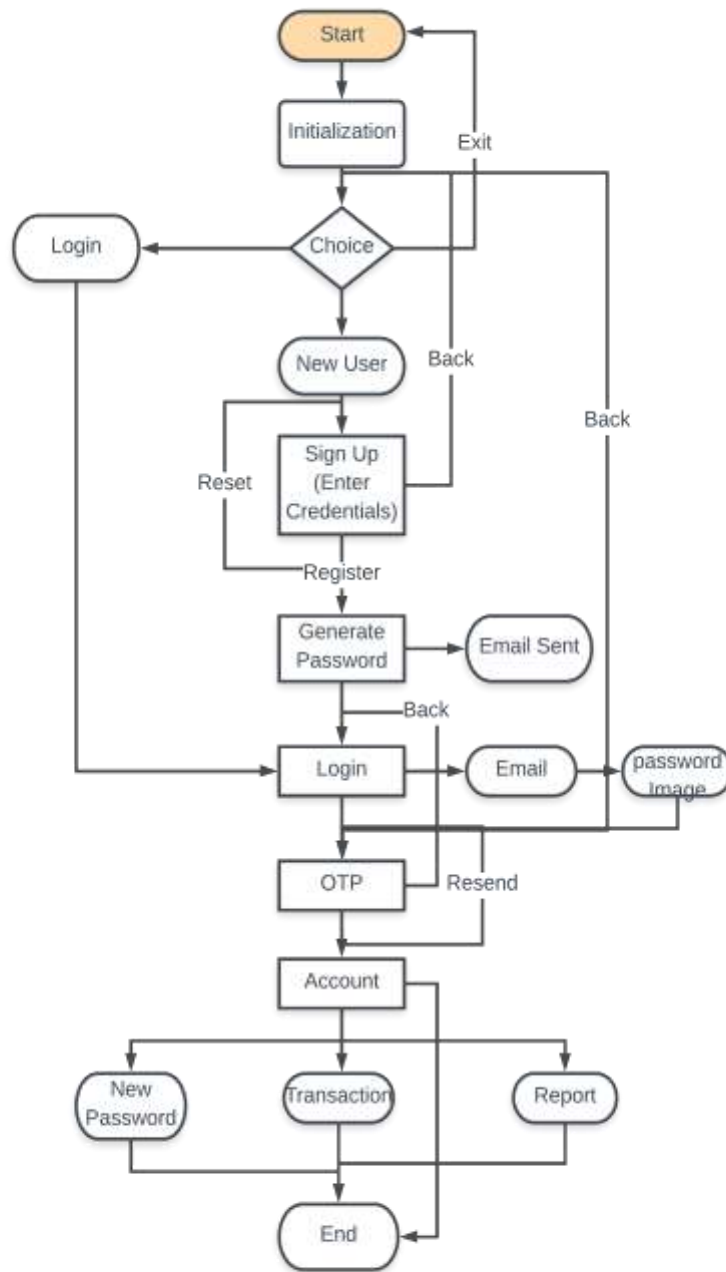 Start
Initialization
Exit
Login
Choice
New User
Back
Back
Reset
Sign Up
(Enter
Credentials)
Register
Generate
Password
Email Sent
Back
Login
Email
password
Image
OTP
Resend
Account
New
Password
Transaction
Report
End